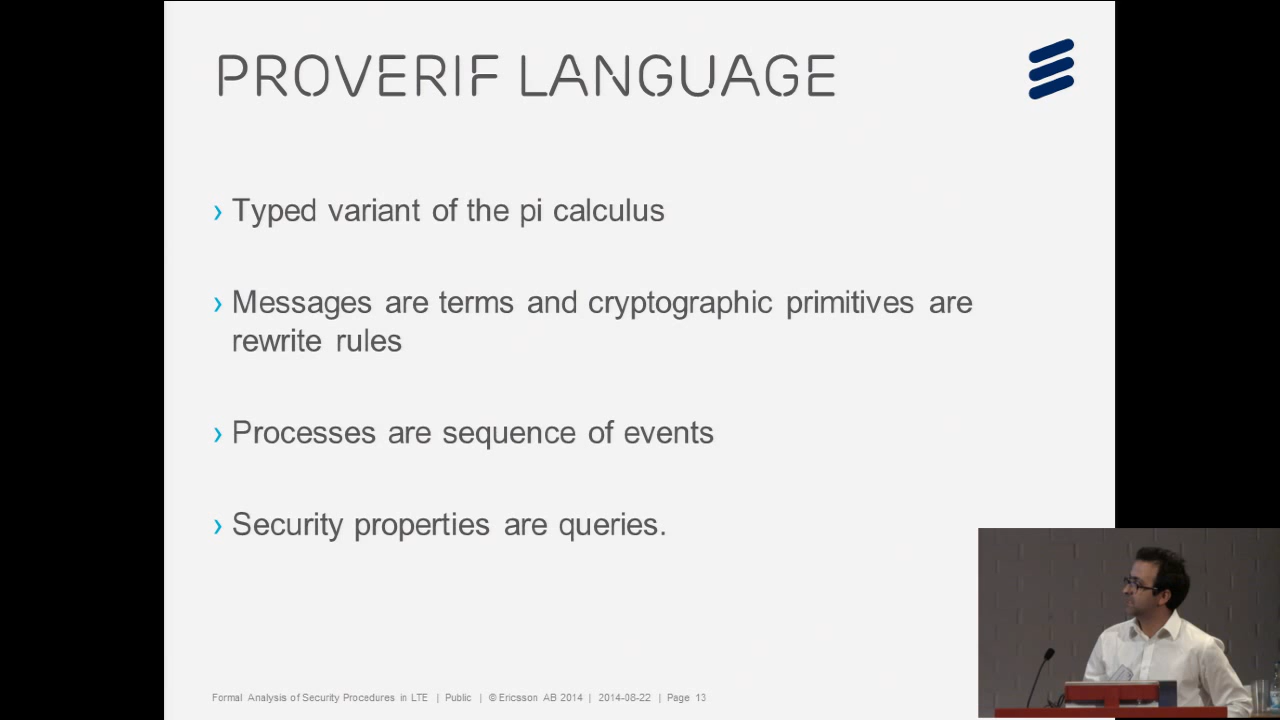 PROVERIF LANGUAGE
› Typed variant of the pi calculus
› Messages are terms and cryptographic primitives are
rewrite rules
› Processes are sequence of events
› Security properties are queries.
Formal Analysis of Security Procedures in LTE | Public | © Ericsson AB 2014 | 2014-08-22 | Page 13